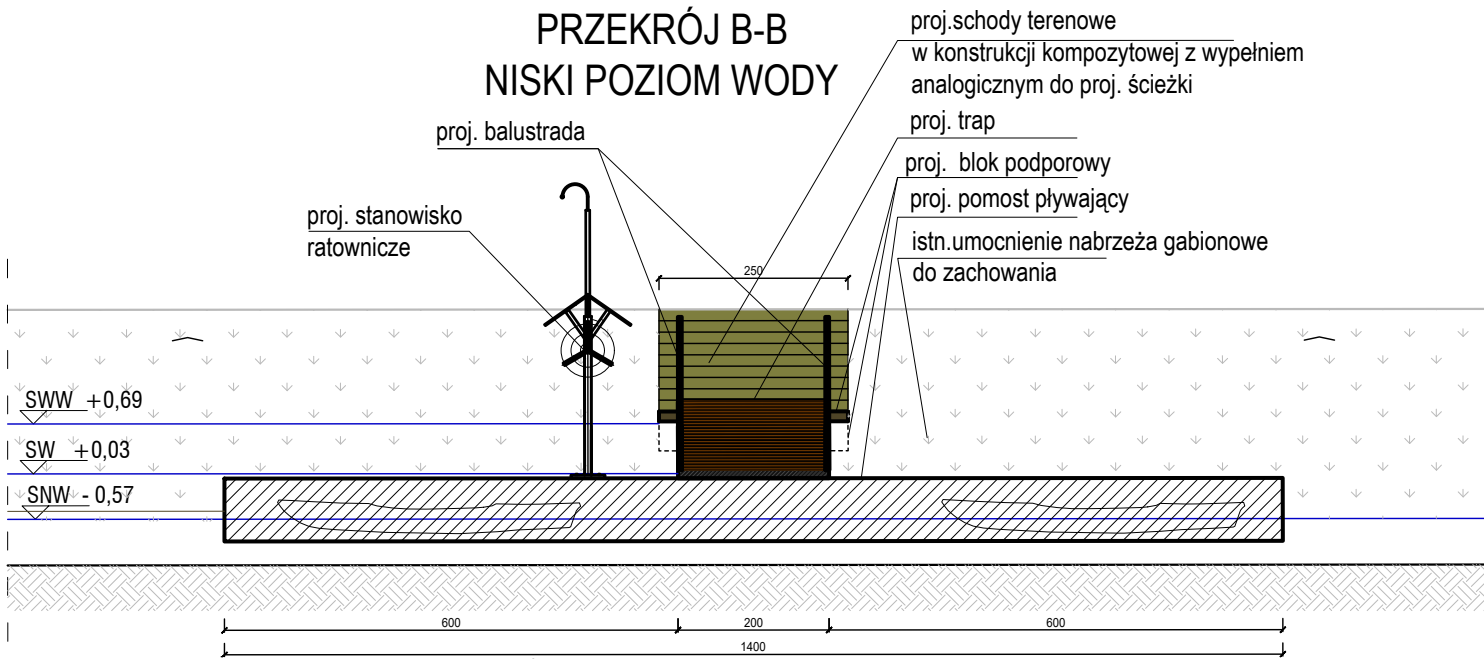 PRZEKRÓJ B-B
NISKI POZIOM WODY
proj.schody terenowe
w konstrukcji kompozytowej z wypełniem
analogicznym do proj. ścieżki
proj. trap
proj. balustrada
proj. blok podporowy
proj. pomost pływający
proj. stanowisko
ratownicze
istn.umocnienie nabrzeża gabionowe
do zachowania
250
SWW +0,69
SW +0,03
SNW - 0,57
600
200
600
1400